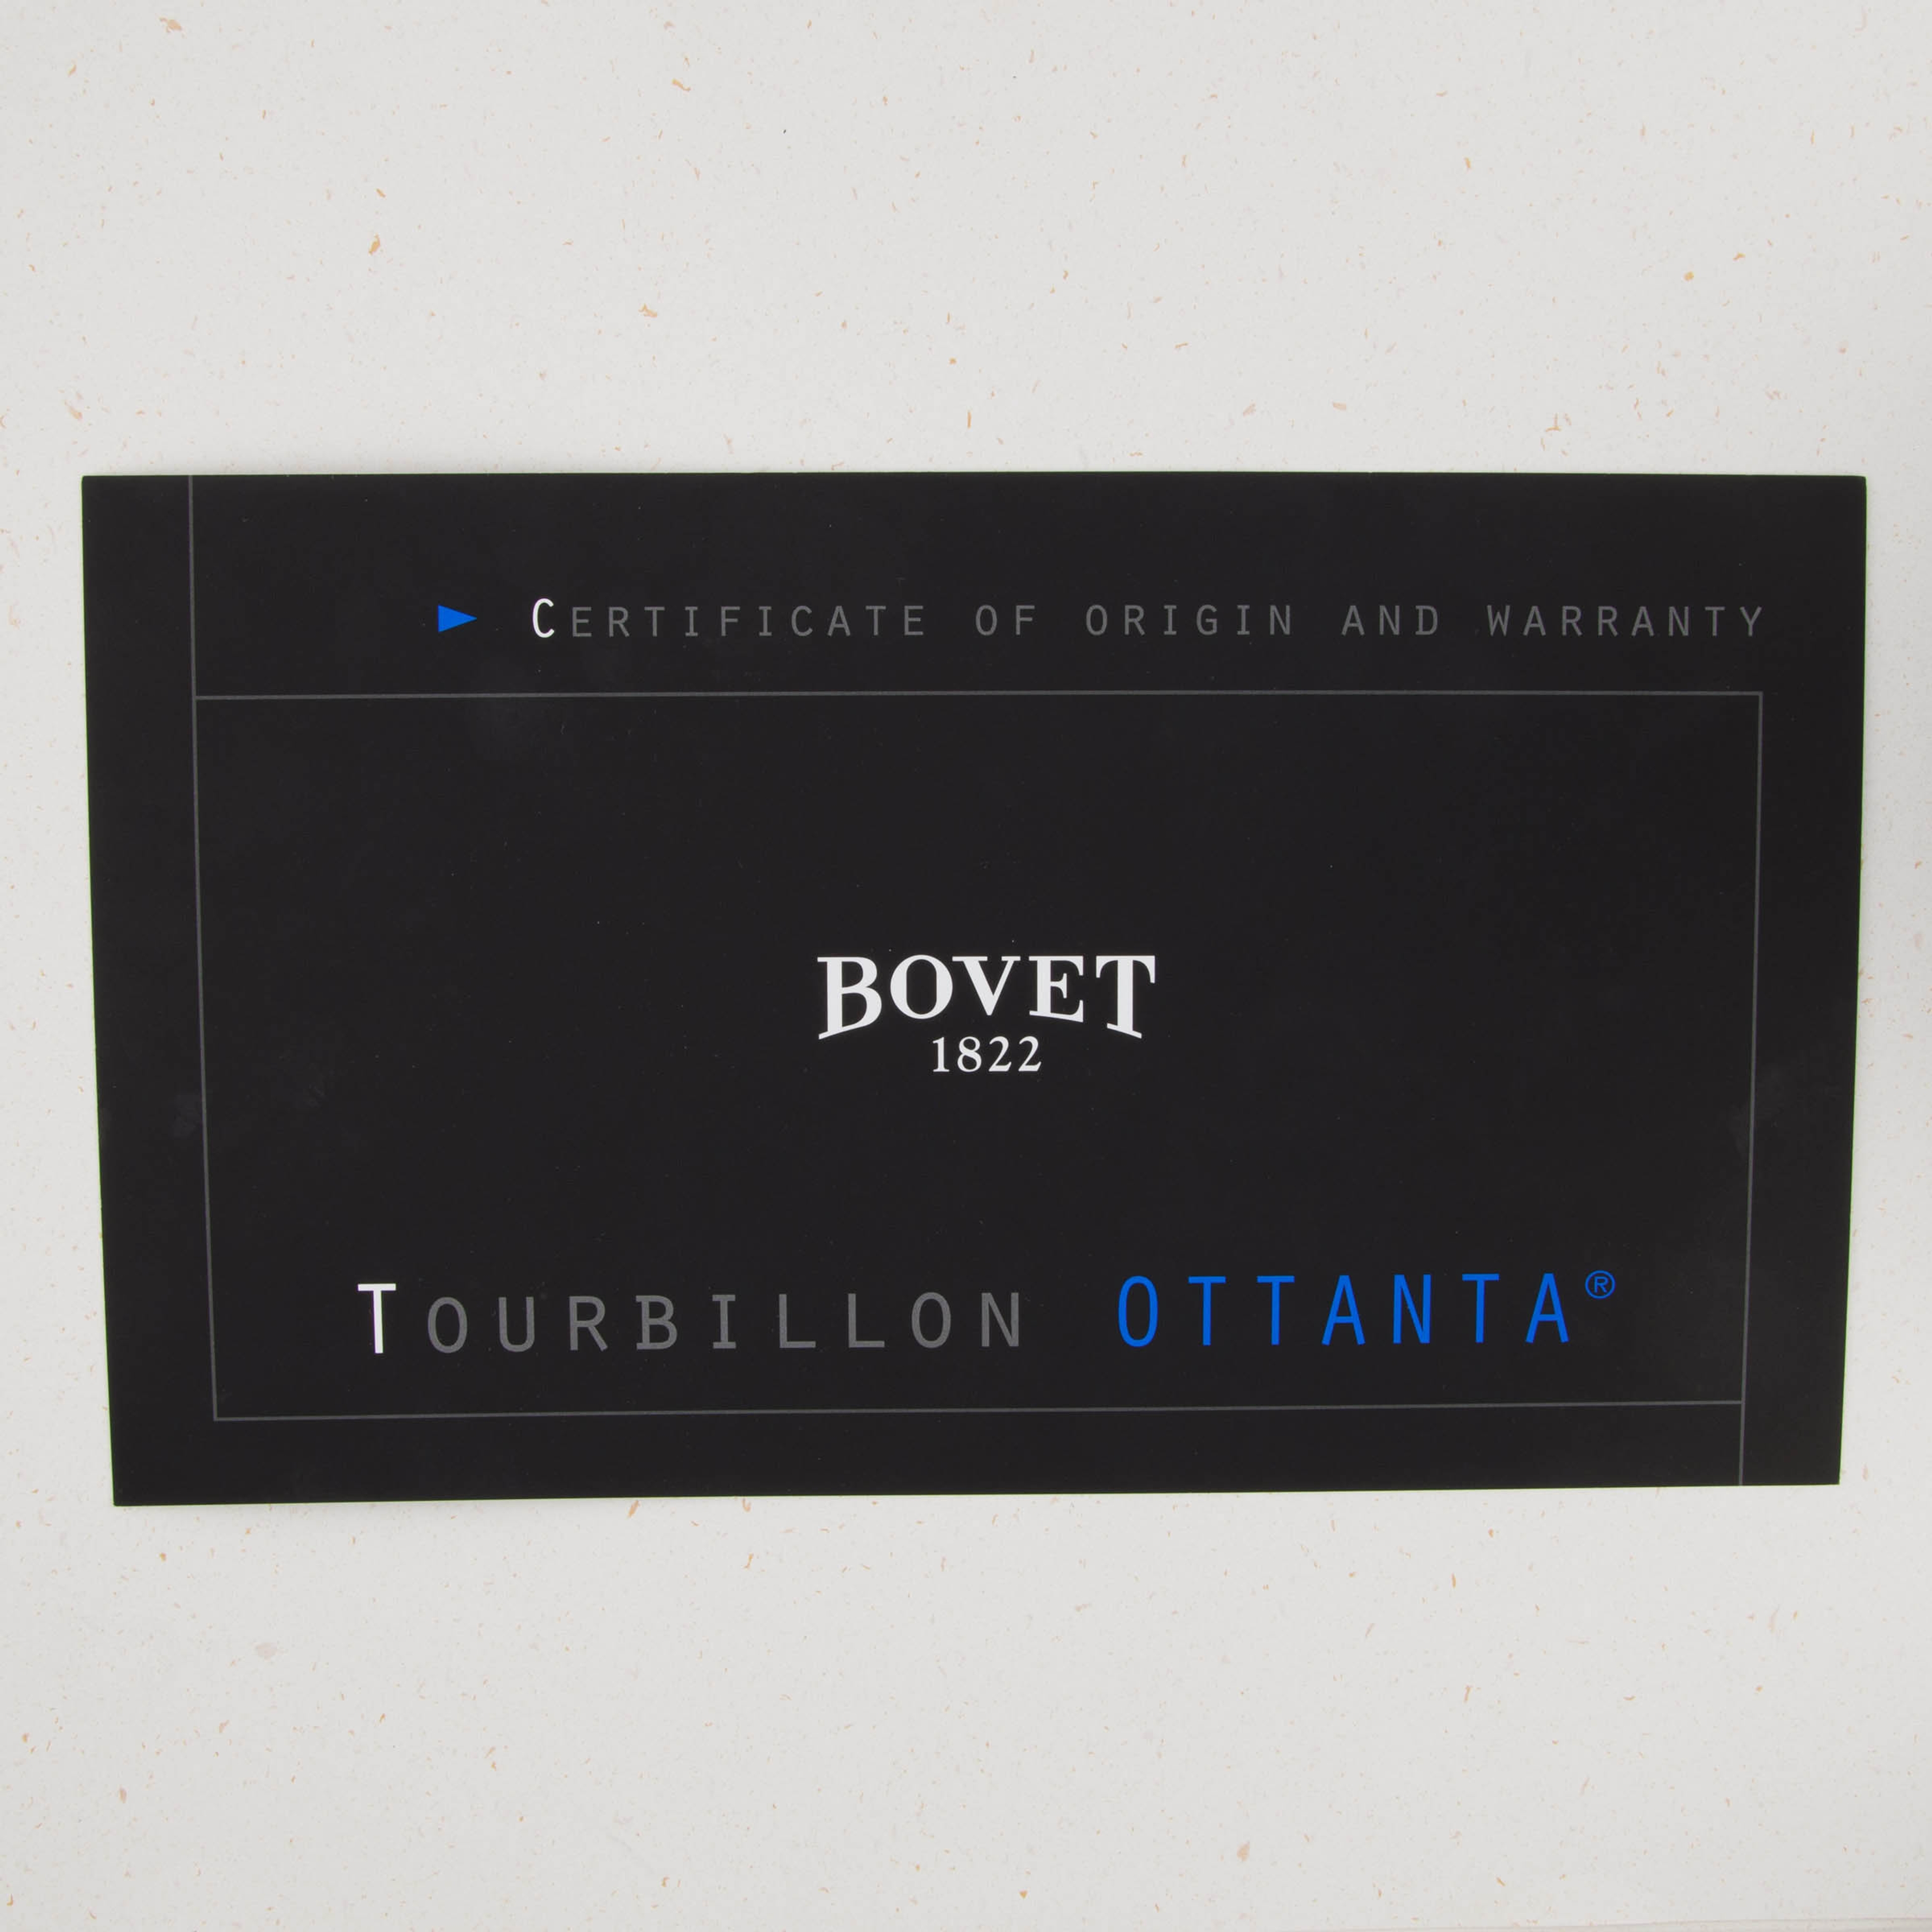 CERTIFICATE OF ORIGIN AND WARRANTY
BOVET
1822
TOURBILLON OTTANTA®